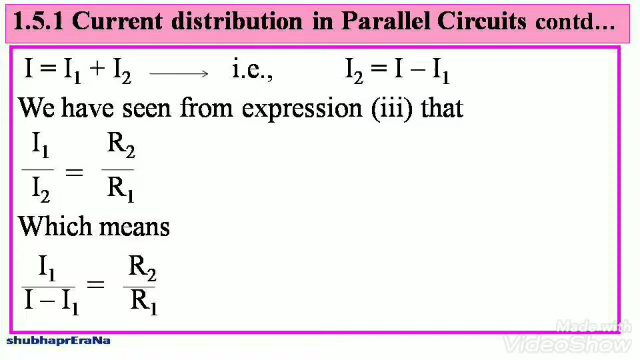 1.5.1 Current distribution in Parallel Circuits contd...
I = I₁ + I₂ ⟶ i.e., I₂ = I – I₁
We have seen from expression (iii) that
I₁/I₂ = R₂/R₁
Which means
I₁/(I – I₁) = R₂/R₁
shubhaprEraNa
Made with
VideoShow